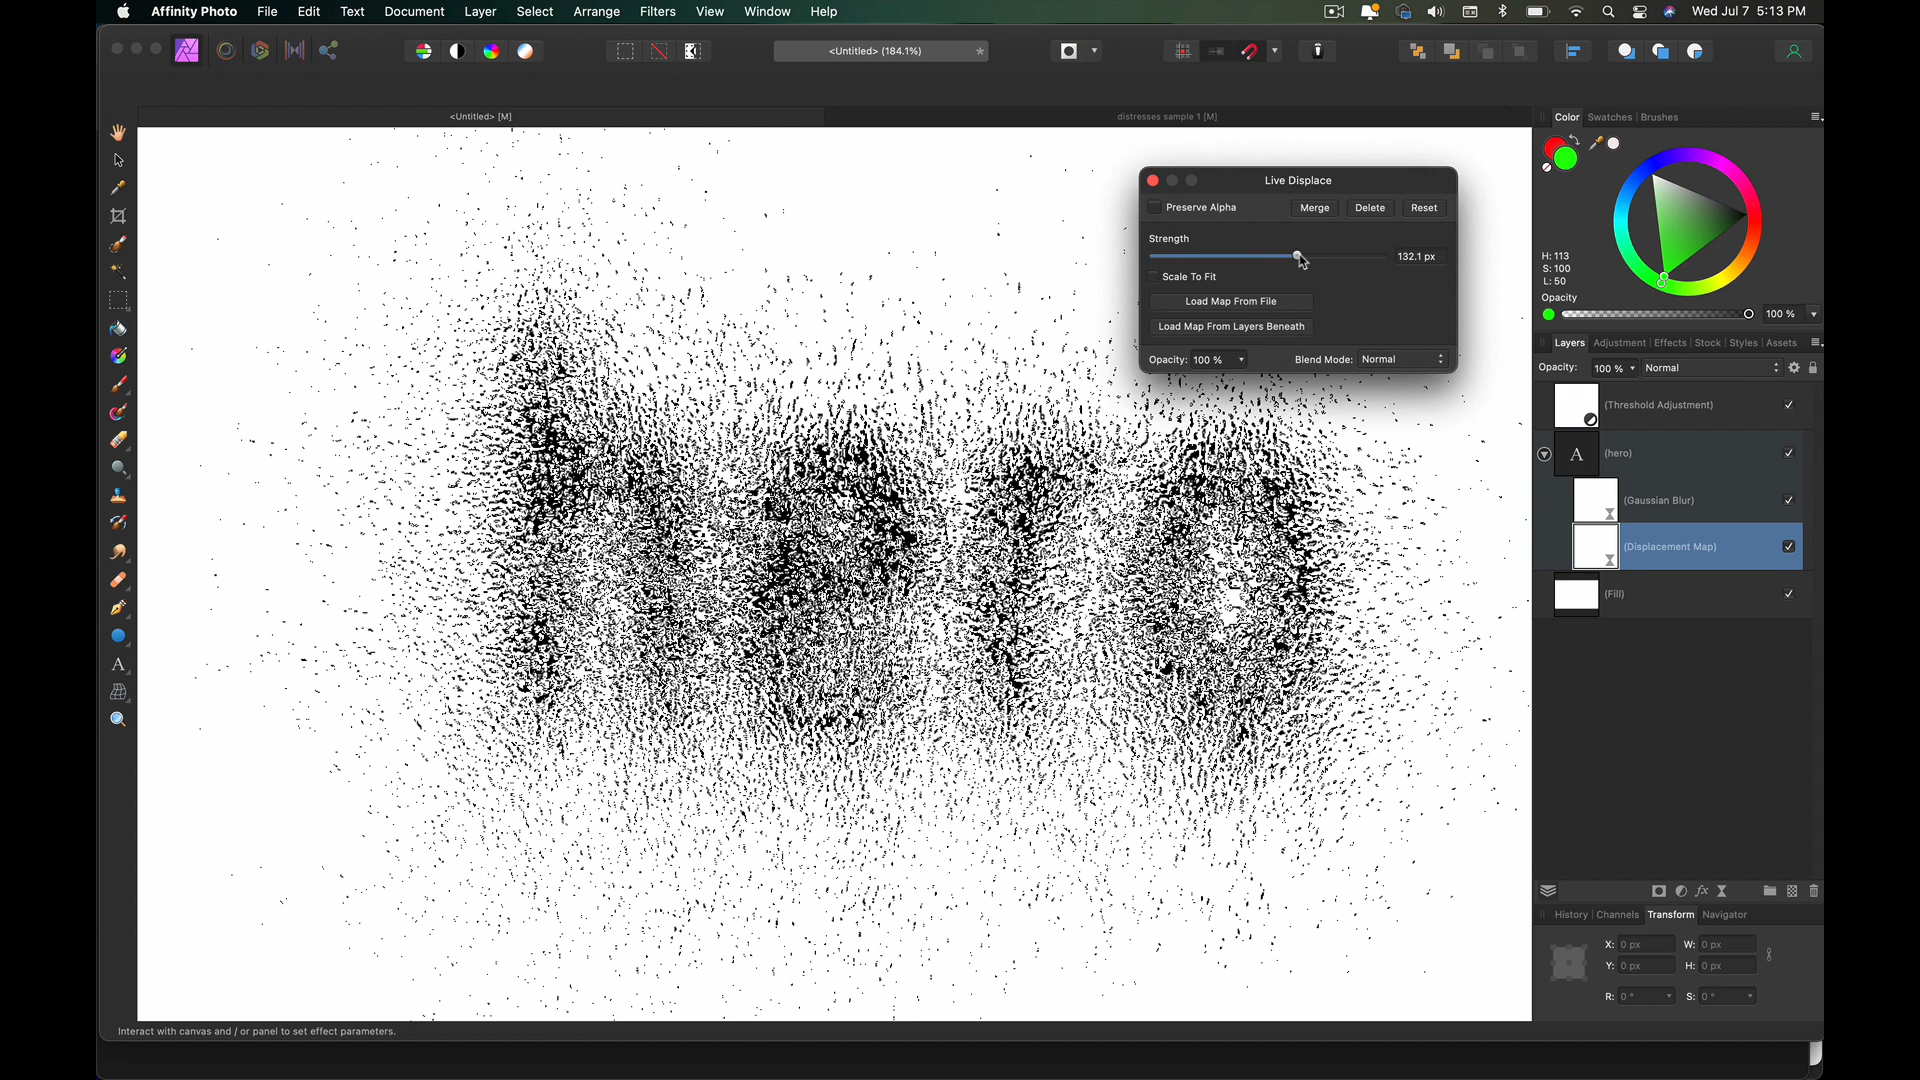 Affinity Photo File Edit Text Document Layer Select Arrange Filters View Window Help Wed Jul 7 5:13 PM
<Untitled> (184.1%) *
<Untitled> [M] distresses sample 1 [M]
Color Swatches Brushes
Live Displace
Preserve Alpha Merge Delete Reset
Strength
132.1 px
Scale To Fit
Load Map From File
Load Map From Layers Beneath
Opacity: 100 % Blend Mode: Normal
H: 113
S: 100
L: 50
Opacity
100 %
Layers Adjustment Effects Stock Styles Assets
Opacity: 100 % Normal
(Threshold Adjustment)
A (hero)
(Gaussian Blur)
(Displacement Map)
(Fill)
fx
History Channels Transform Navigator
X: 0 px W: 0 px
Y: 0 px H: 0 px
R: 0 ° S: 0 °
A
hero
Interact with canvas and / or panel to set effect parameters.